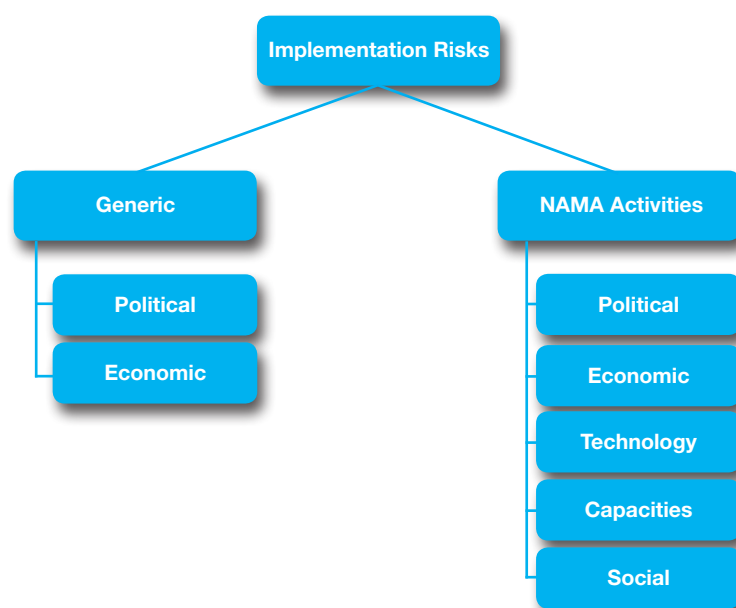 Implementation Risks
Generic
Political
Economic
NAMA Activities
Political
Economic
Technology
Capacities
Social